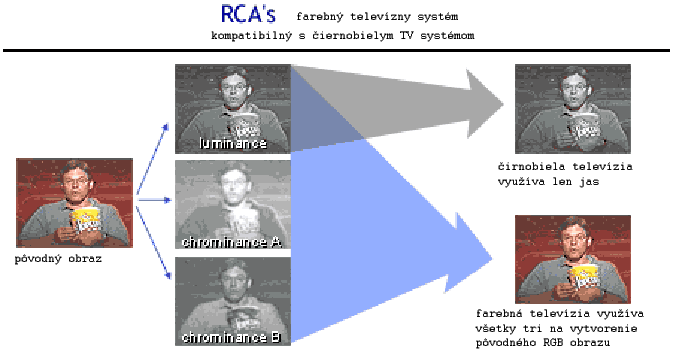 RCA's farebný televízny systém
kompatibilný s čiernobielym TV systémom
luminance
chrominance A
chrominance B
pôvodný obraz
čirnobiela televízia
využíva len jas
farebná televízia využíva
všetky tri na vytvorenie
pôvodného RGB obrazu